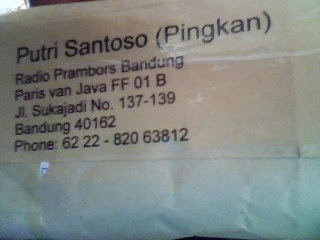 Putri Santoso (Pingkan)
Radio Prambors Bandung
Paris van Java FF 01 B
Jl. Sukajadi No. 137-139
Bandung 40162
Phone: 62 22 - 820 63812